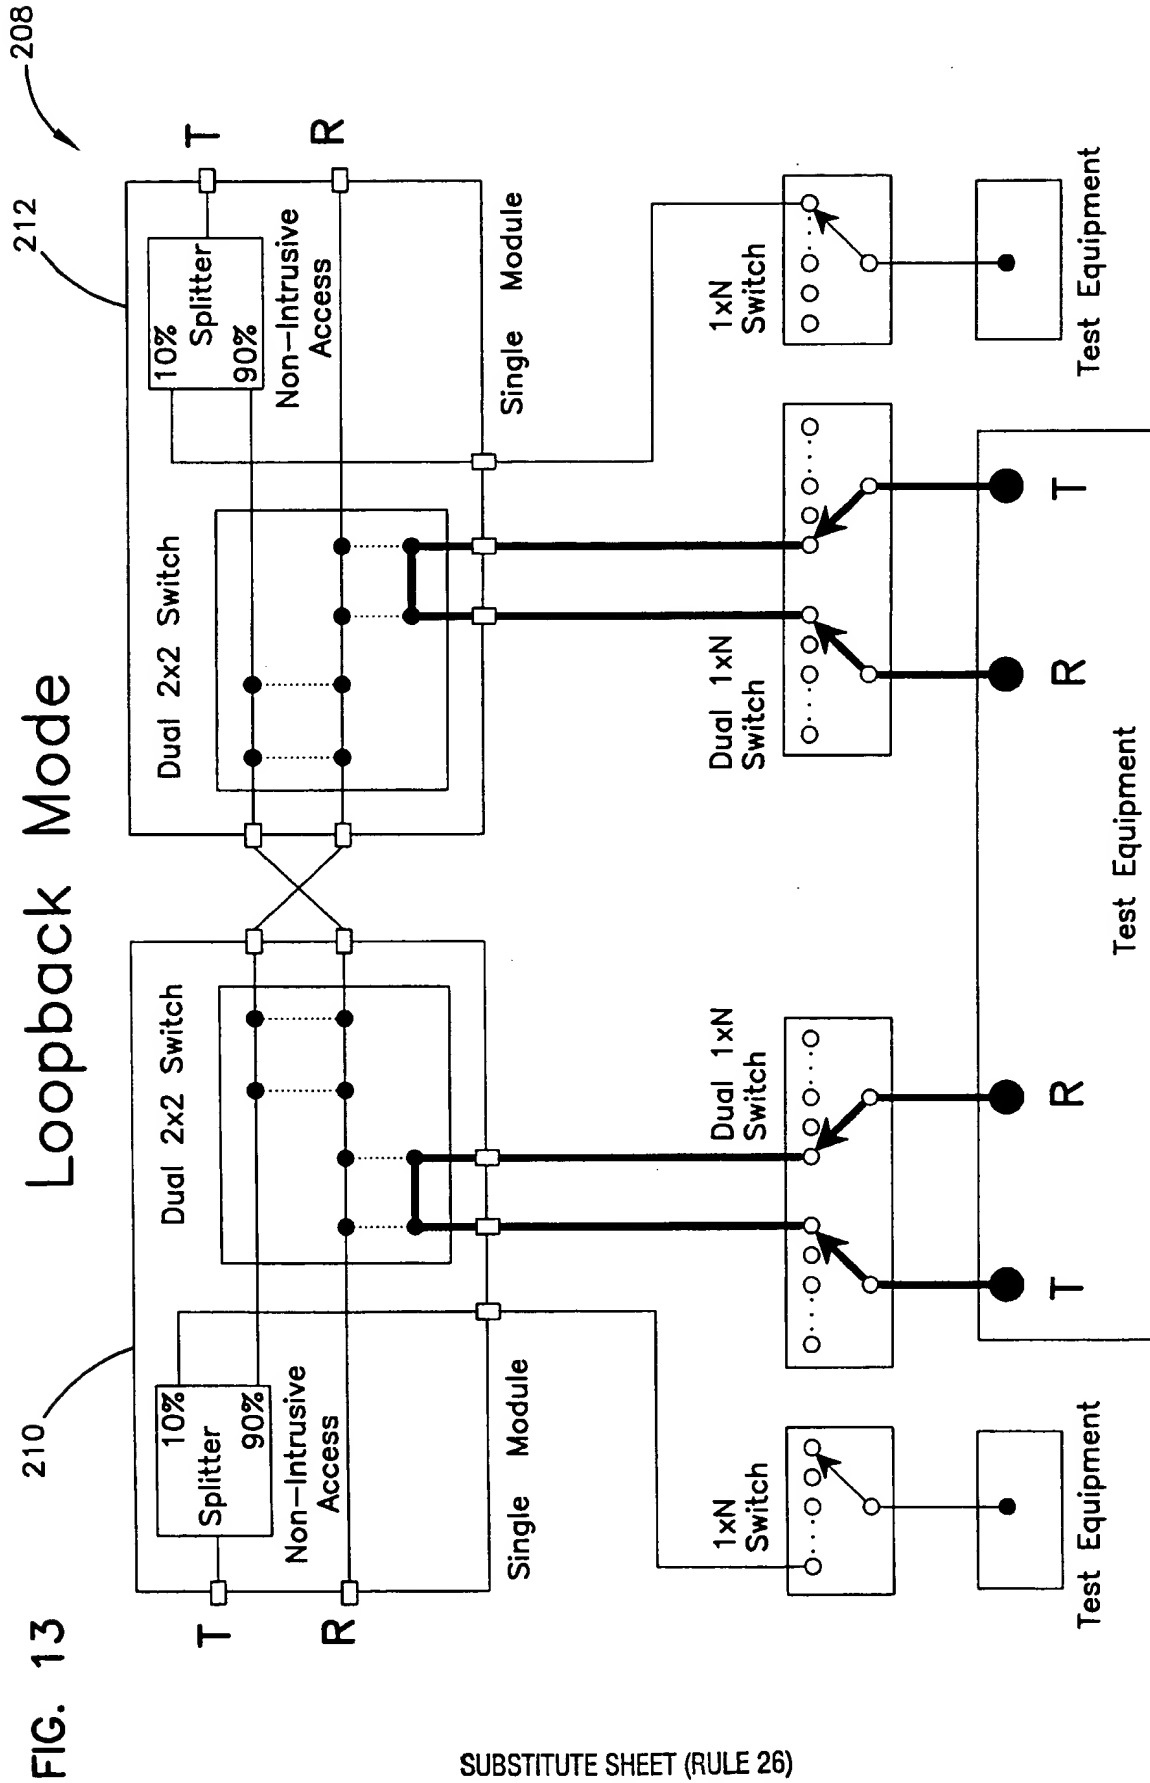 FIG. 13
Loopback Mode
208
210
212
T
R
Splitter
10%
90%
Non-Intrusive
Access
Dual 2x2 Switch
Single Module
Dual 2x2 Switch
10%
Splitter
90%
Non-Intrusive
Access
Single Module
T
R
1xN
Switch
Dual 1xN
Switch
Dual 1xN
Switch
1xN
Switch
Test Equipment
T
R
Test Equipment
R
T
Test Equipment
SUBSTITUTE SHEET (RULE 26)